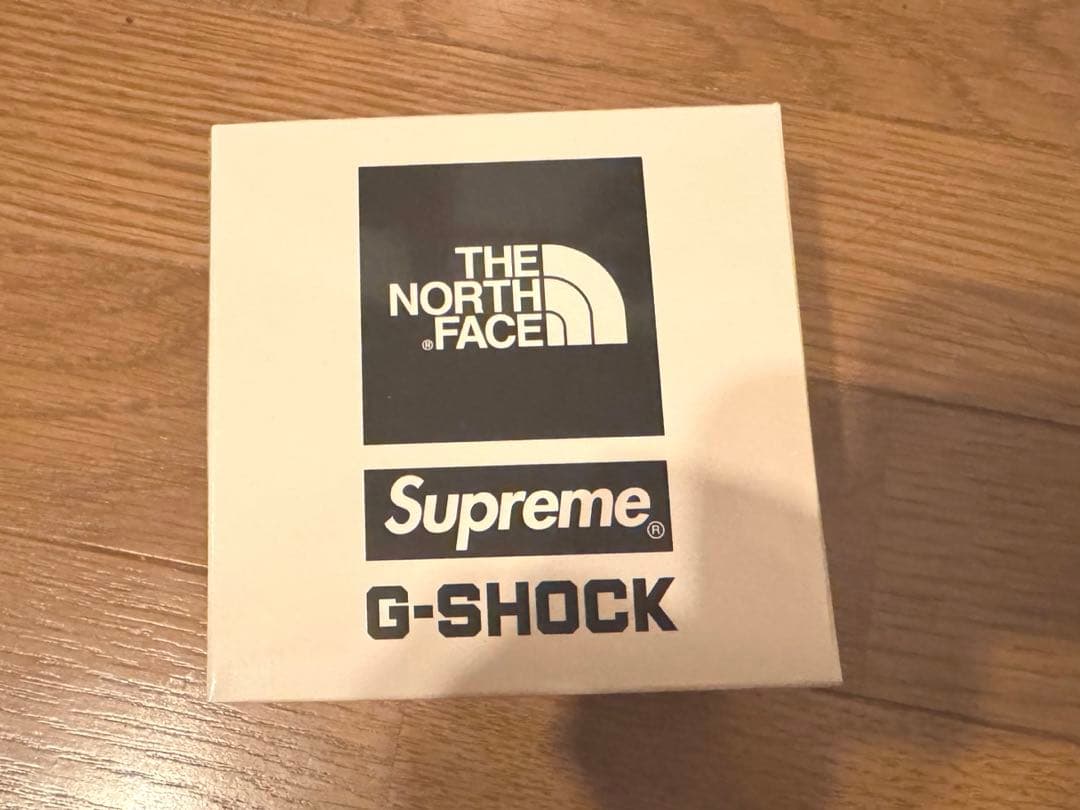 THE
NORTH
®FACE
Supreme®
G-SHOCK